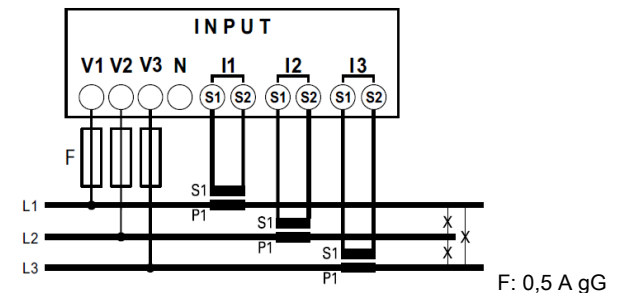 INPUT
V1 V2 V3 N I1 I2 I3
S1 S2 S1 S2 S1 S2
F
S1
L1
P1
S1
L2
P1
S1
L3
P1
X
X
X
F: 0,5 A gG